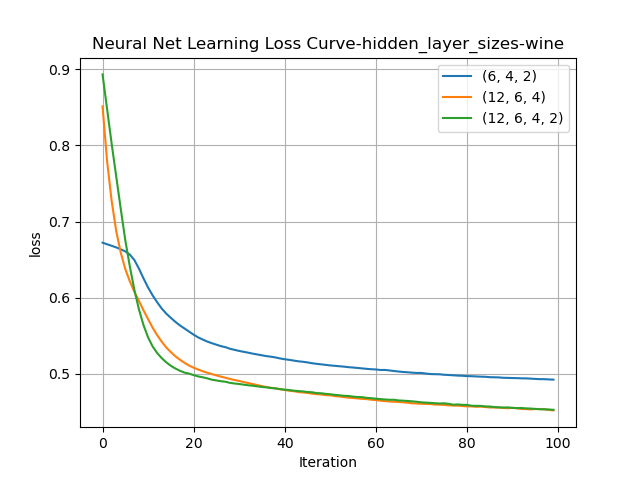 Neural Net Learning Loss Curve-hidden_layer_sizes-wine
0.9
0.8
0.7
0.6
0.5
loss
(6, 4, 2)
(12, 6, 4)
(12, 6, 4, 2)
0
20
40
60
80
100
Iteration